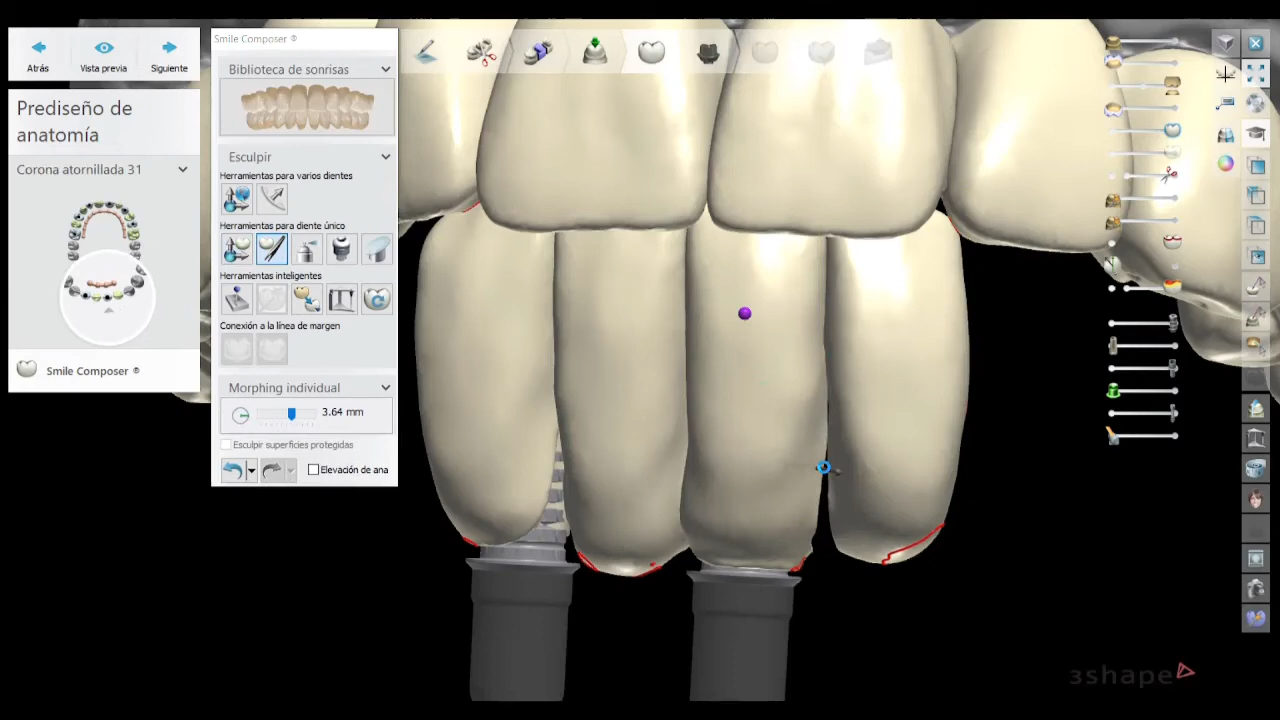 Atrás
Vista previa
Siguiente
Prediseño de
anatomía
Corona atornillada 31
Smile Composer ®
Smile Composer ®
Biblioteca de sonrisas
Esculpir
Herramientas para varios dientes
Herramientas para diente único
Herramientas inteligentes
Conexión a la línea de margen
Morphing individual
3.64 mm
Esculpir superficies protegidas
Elevación de ana
3shape